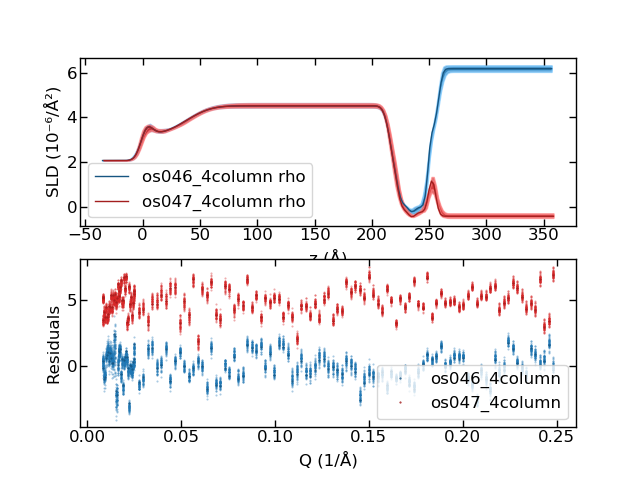 6
4
2
0
SLD (10⁻⁶/Å²)
os046_4column rho
os047_4column rho
−50
0
50
100
150
200
250
300
350
z (Å)
5
0
Residuals
os046_4column
os047_4column
0.00
0.05
0.10
0.15
0.20
0.25
Q (1/Å)